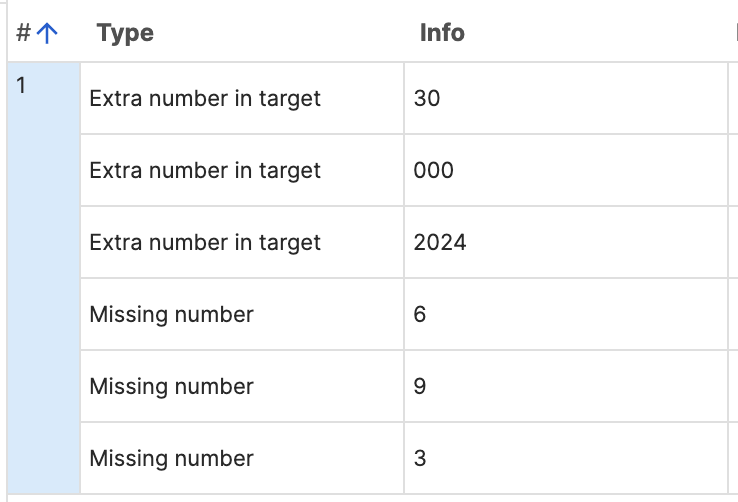 # ↑ Type Info
1 Extra number in target 30
Extra number in target 000
Extra number in target 2024
Missing number 6
Missing number 9
Missing number 3